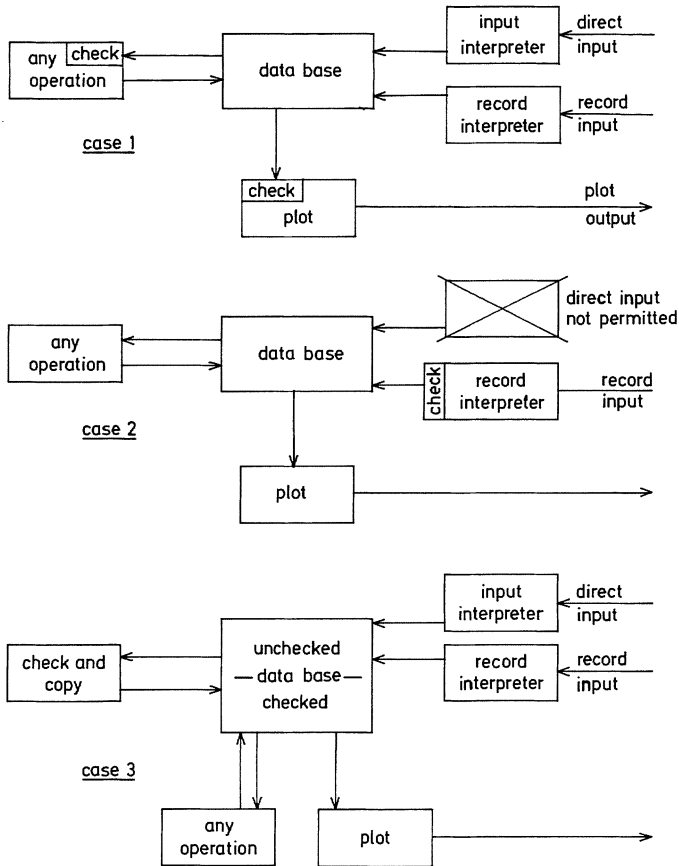 any
operation
check
data base
input
interpreter
direct
input
record
interpreter
record
input
case 1
check
plot
plot
output
any
operation
data base
direct input
not permitted
check
record
interpreter
record
input
case 2
plot
input
interpreter
direct
input
check and
copy
unchecked
data base
checked
record
interpreter
record
input
case 3
any
operation
plot